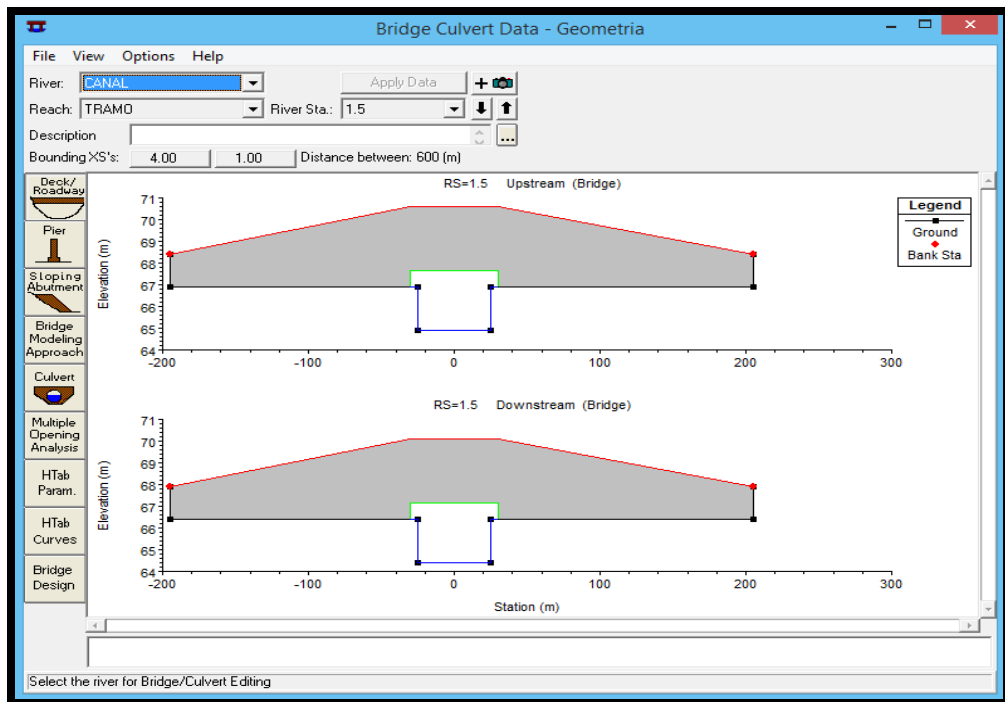 Bridge Culvert Data - Geometria
File View Options Help
River: CANAL Apply Data +
Reach: TRAMO River Sta.: 1.5
Description ...
Bounding XS's: 4.00 1.00 Distance between: 600 (m)
Deck/
Roadway
Pier
Sloping
Abutment
Bridge
Modeling
Approach
Culvert
Multiple
Opening
Analysis
HTab
Param.
HTab
Curves
Bridge
Design
RS=1.5 Upstream (Bridge)
Elevation (m)
71
70
69
68
67
66
65
64
-200 -100 0 100 200 300
Legend
Ground
Bank Sta
RS=1.5 Downstream (Bridge)
Elevation (m)
71
70
69
68
67
66
65
64
-200 -100 0 100 200 300
Station (m)
Select the river for Bridge/Culvert Editing